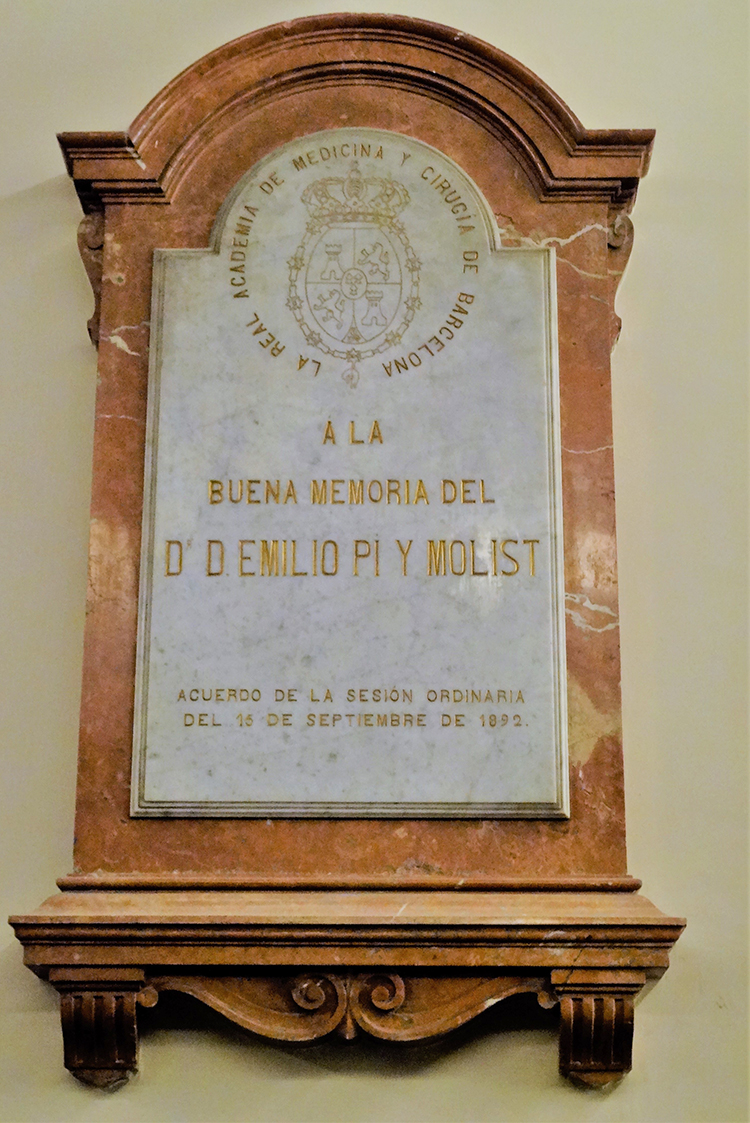 LA REAL ACADEMIA DE MEDICINA Y CIRUGÍA DE BARCELONA
A LA
BUENA MEMORIA DEL
Dr D. EMILIO PI Y MOLIST
ACUERDO DE LA SESIÓN ORDINARIA
DEL 15 DE SEPTIEMBRE DE 1892.